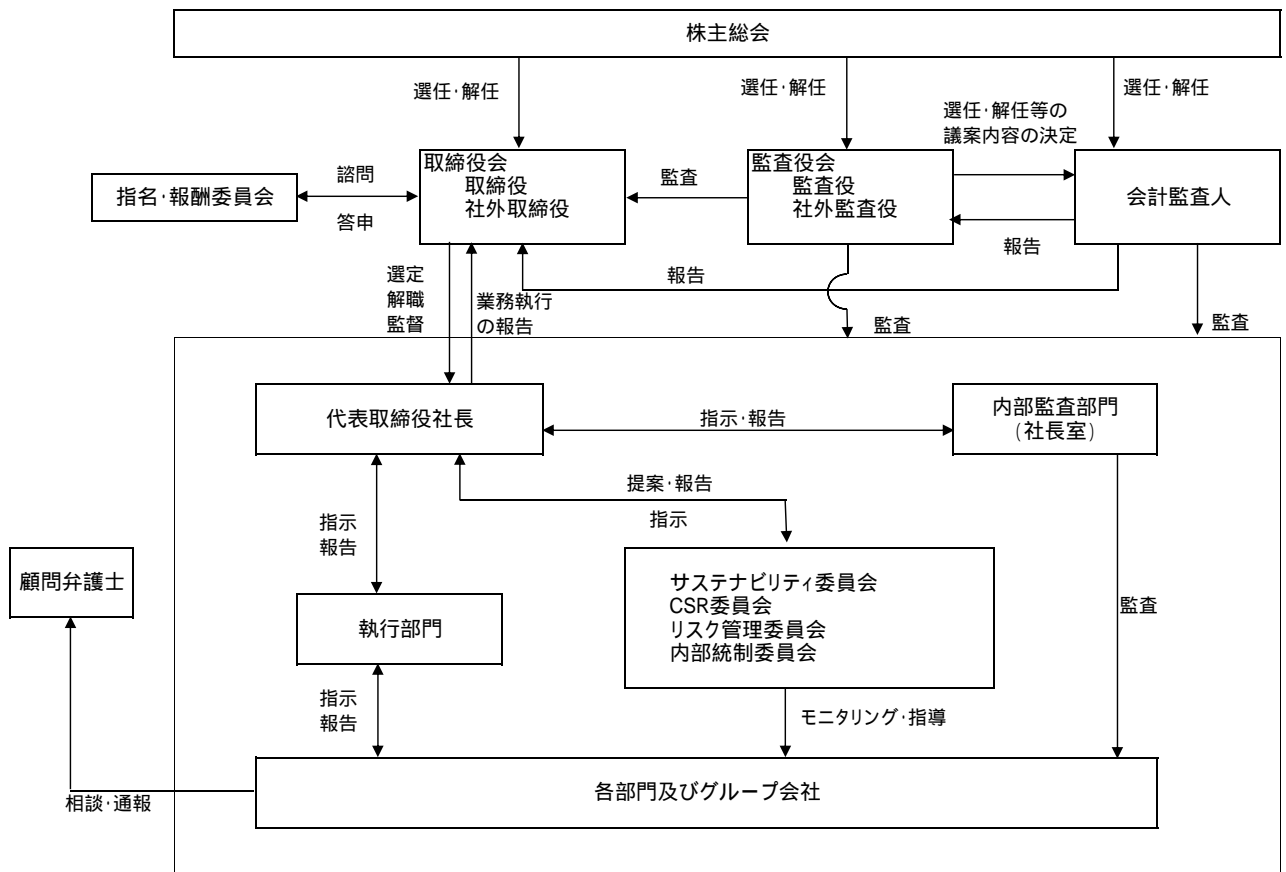 株主総会
選任・解任
選任・解任
選任・解任
選任・解任等の
議案内容の決定
指名・報酬委員会
諮問
答申
取締役会
取締役
社外取締役
監査
監査役会
監査役
社外監査役
会計監査人
報告
報告
選定
解職
監督
業務執行
の報告
監査
監査
代表取締役社長
指示・報告
内部監査部門
(社長室)
提案・報告
指示
指示
報告
顧問弁護士
執行部門
サステナビリティ委員会
CSR委員会
リスク管理委員会
内部統制委員会
監査
指示
報告
モニタリング・指導
各部門及びグループ会社
相談・通報